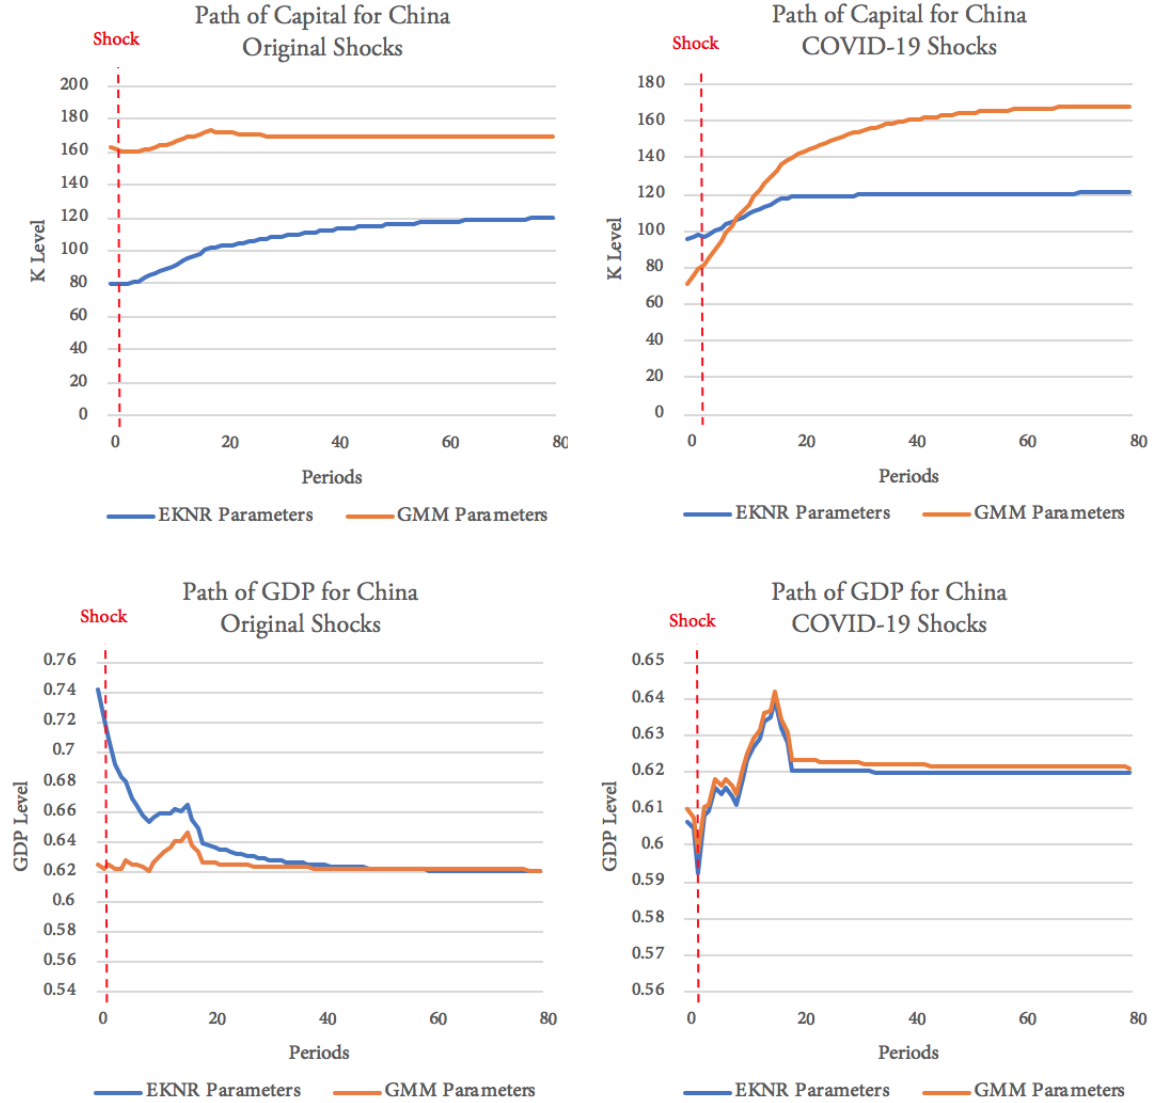 Path of Capital for China
Original Shocks
Shock
200
180
160
140
120
100
80
60
40
20
0
K Level
0 20 40 60 80
Periods
EKNR Parameters GMM Parameters
Path of Capital for China
COVID-19 Shocks
Shock
180
160
140
120
100
80
60
40
20
0
K Level
0 20 40 60 80
Periods
EKNR Parameters GMM Parameters
Path of GDP for China
Original Shocks
Shock
0.76
0.74
0.72
0.7
0.68
0.66
0.64
0.62
0.6
0.58
0.56
0.54
GDP Level
0 20 40 60 80
Periods
EKNR Parameters GMM Parameters
Path of GDP for China
COVID-19 Shocks
Shock
0.65
0.64
0.63
0.62
0.61
0.6
0.59
0.58
0.57
0.56
GDP Level
0 20 40 60 80
Periods
EKNR Parameters GMM Parameters